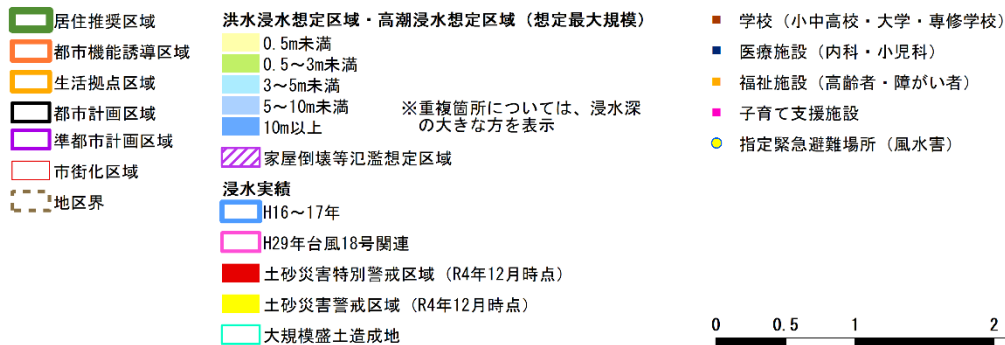 居住推奨区域
都市機能誘導区域
生活拠点区域
都市計画区域
準都市計画区域
市街化区域
地区界
洪水浸水想定区域・高潮浸水想定区域（想定最大規模）
0.5m未満
0.5～3m未満
3～5m未満
5～10m未満
10m以上
※重複箇所については、浸水深
の大きな方を表示
家屋倒壊等氾濫想定区域
浸水実績
H16～17年
H29年台風18号関連
土砂災害特別警戒区域（R4年12月時点）
土砂災害警戒区域（R4年12月時点）
大規模盛土造成地
学校（小中高校・大学・専修学校）
医療施設（内科・小児科）
福祉施設（高齢者・障がい者）
子育て支援施設
指定緊急避難場所（風水害）
0 0.5 1 2